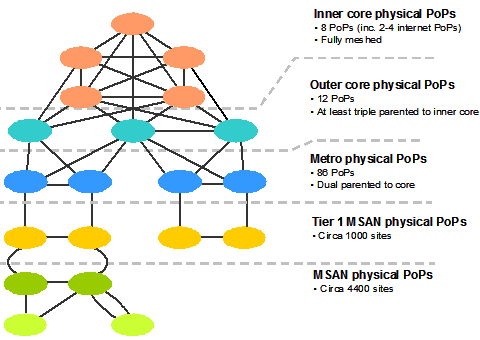 Inner core physical PoPs
• 8 PoPs (inc. 2-4 internet PoPs)
• Fully meshed
Outer core physical PoPs
• 12 PoPs
• At least triple parented to inner core
Metro physical PoPs
• 86 PoPs
• Dual parented to core
Tier 1 MSAN physical PoPs
• Circa 1000 sites
MSAN physical PoPs
• Circa 4400 sites